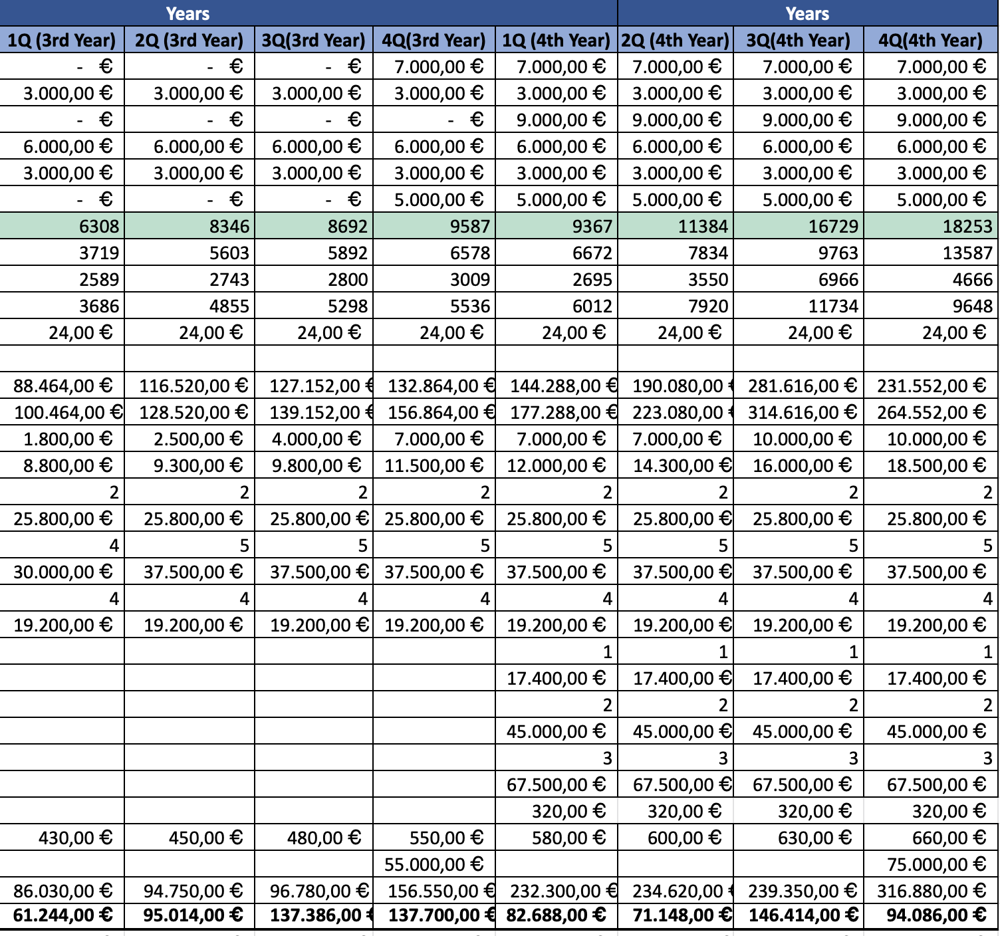 Years Years
1Q (3rd Year) 2Q (3rd Year) 3Q(3rd Year) 4Q(3rd Year) 1Q (4th Year) 2Q (4th Year) 3Q(4th Year) 4Q(4th Year)
- € - € - € 7.000,00 € 7.000,00 € 7.000,00 € 7.000,00 € 7.000,00 €
3.000,00 € 3.000,00 € 3.000,00 € 3.000,00 € 3.000,00 € 3.000,00 € 3.000,00 € 3.000,00 €
- € - € - € - € 9.000,00 € 9.000,00 € 9.000,00 € 9.000,00 €
6.000,00 € 6.000,00 € 6.000,00 € 6.000,00 € 6.000,00 € 6.000,00 € 6.000,00 € 6.000,00 €
3.000,00 € 3.000,00 € 3.000,00 € 3.000,00 € 3.000,00 € 3.000,00 € 3.000,00 € 3.000,00 €
- € - € - € 5.000,00 € 5.000,00 € 5.000,00 € 5.000,00 € 5.000,00 €
6308 8346 8692 9587 9367 11384 16729 18253
3719 5603 5892 6578 6672 7834 9763 13587
2589 2743 2800 3009 2695 3550 6966 4666
3686 4855 5298 5536 6012 7920 11734 9648
24,00 € 24,00 € 24,00 € 24,00 € 24,00 € 24,00 € 24,00 € 24,00 €
88.464,00 € 116.520,00 € 127.152,00 € 132.864,00 € 144.288,00 € 190.080,00 € 281.616,00 € 231.552,00 €
100.464,00 € 128.520,00 € 139.152,00 € 156.864,00 € 177.288,00 € 223.080,00 € 314.616,00 € 264.552,00 €
1.800,00 € 2.500,00 € 4.000,00 € 7.000,00 € 7.000,00 € 7.000,00 € 10.000,00 € 10.000,00 €
8.800,00 € 9.300,00 € 9.800,00 € 11.500,00 € 12.000,00 € 14.300,00 € 16.000,00 € 18.500,00 €
2 2 2 2 2 2 2 2
25.800,00 € 25.800,00 € 25.800,00 € 25.800,00 € 25.800,00 € 25.800,00 € 25.800,00 € 25.800,00 €
4 5 5 5 5 5 5 5
30.000,00 € 37.500,00 € 37.500,00 € 37.500,00 € 37.500,00 € 37.500,00 € 37.500,00 € 37.500,00 €
4 4 4 4 4 4 4 4
19.200,00 € 19.200,00 € 19.200,00 € 19.200,00 € 19.200,00 € 19.200,00 € 19.200,00 € 19.200,00 €
1 1 1 1
17.400,00 € 17.400,00 € 17.400,00 € 17.400,00 €
2 2 2 2
45.000,00 € 45.000,00 € 45.000,00 € 45.000,00 €
3 3 3 3
67.500,00 € 67.500,00 € 67.500,00 € 67.500,00 €
320,00 € 320,00 € 320,00 € 320,00 €
430,00 € 450,00 € 480,00 € 550,00 € 580,00 € 600,00 € 630,00 € 660,00 €
55.000,00 € 75.000,00 €
86.030,00 € 94.750,00 € 96.780,00 € 156.550,00 € 232.300,00 € 234.620,00 € 239.350,00 € 316.880,00 €
61.244,00 € 95.014,00 € 137.386,00 € 137.700,00 € 82.688,00 € 71.148,00 € 146.414,00 € 94.086,00 €